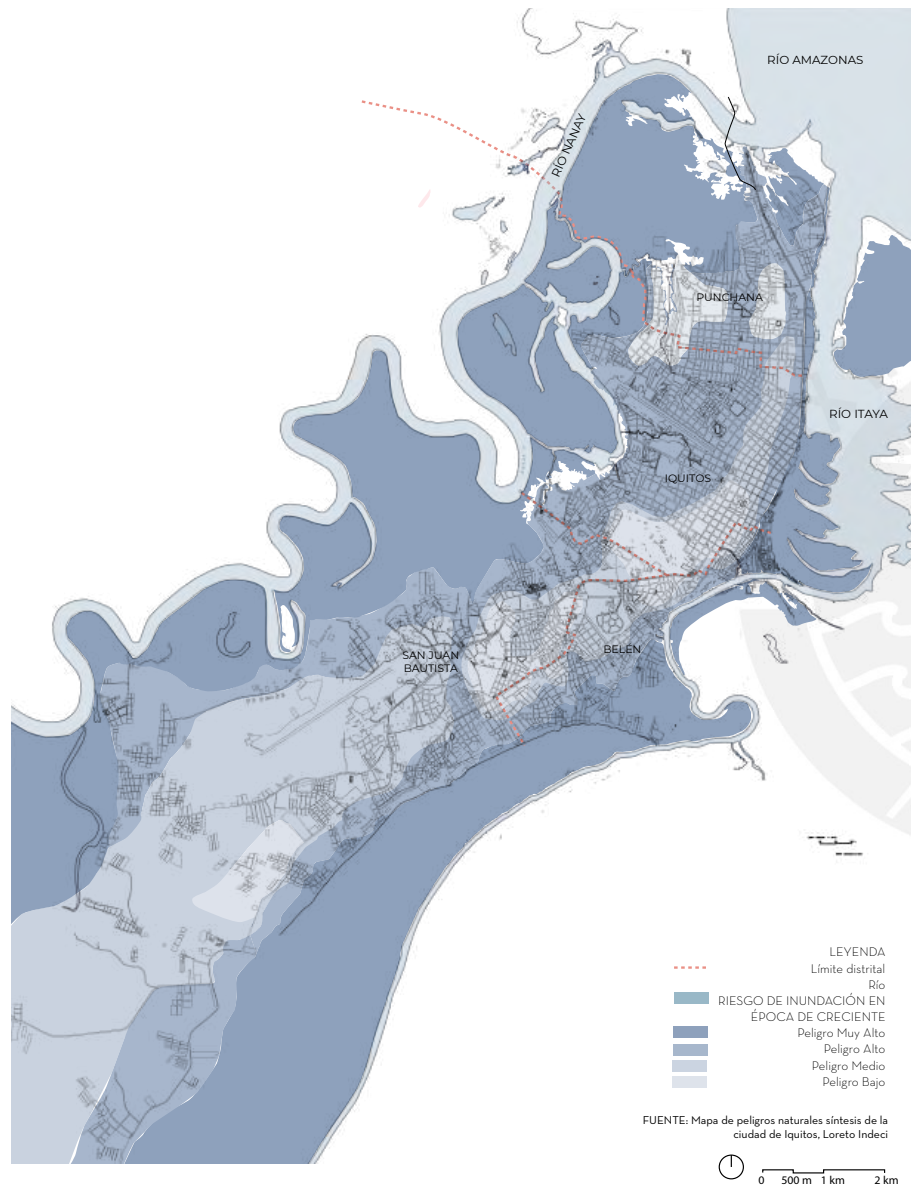 RÍO AMAZONAS
RÍO NANAY
PUNCHANA
RÍO ITAYA
IQUITOS
SAN JUAN
BAUTISTA
BELÉN
LEYENDA
Límite distrital
Río
RIESGO DE INUNDACIÓN EN
ÉPOCA DE CRECIENTE
Peligro Muy Alto
Peligro Alto
Peligro Medio
Peligro Bajo
FUENTE: Mapa de peligros naturales síntesis de la
ciudad de Iquitos, Loreto Indeci
0 500 m 1 km 2 km